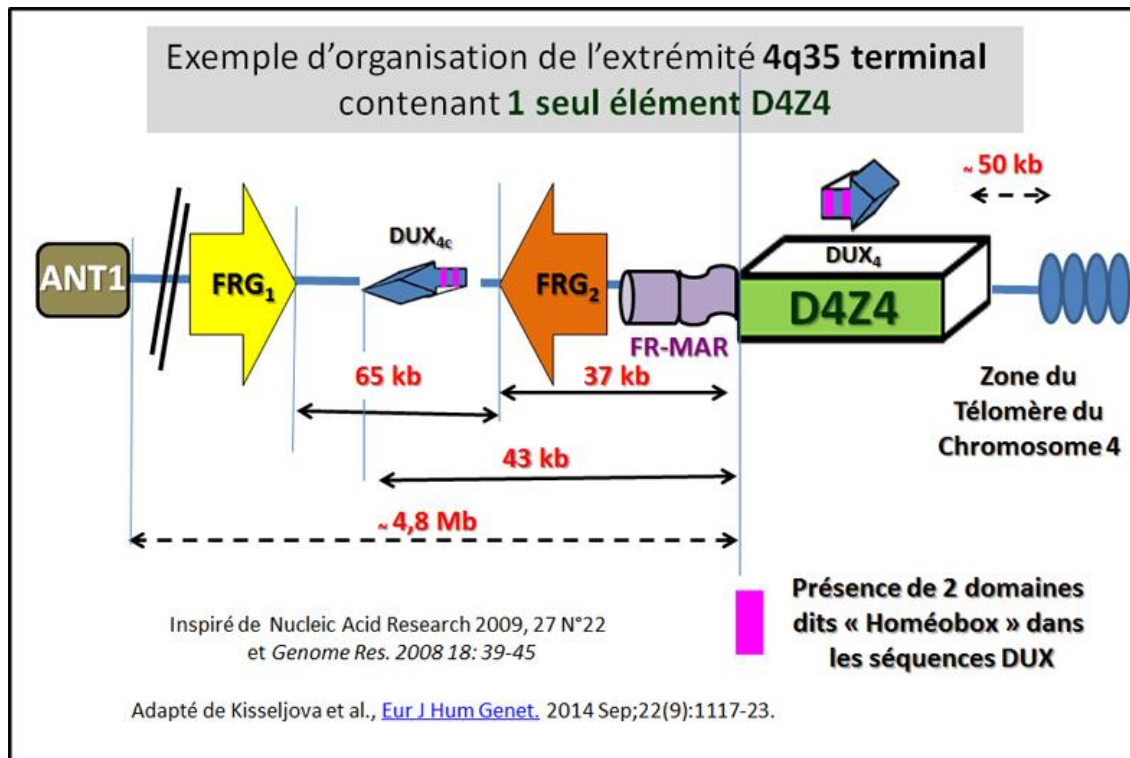 Exemple d’organisation de l’extrémité 4q35 terminal
contenant 1 seul élément D4Z4
~ 50 kb
ANT1
FRG1
DUX4c
FRG2
FR-MAR
DUX4
D4Z4
65 kb
37 kb
43 kb
~ 4,8 Mb
Zone du
Télomère du
Chromosome 4
Présence de 2 domaines
dits « Homéobox » dans
les séquences DUX
Inspiré de Nucleic Acid Research 2009, 27 N°22
et Genome Res. 2008 18: 39-45
Adapté de Kisseljova et al., Eur J Hum Genet. 2014 Sep;22(9):1117-23.